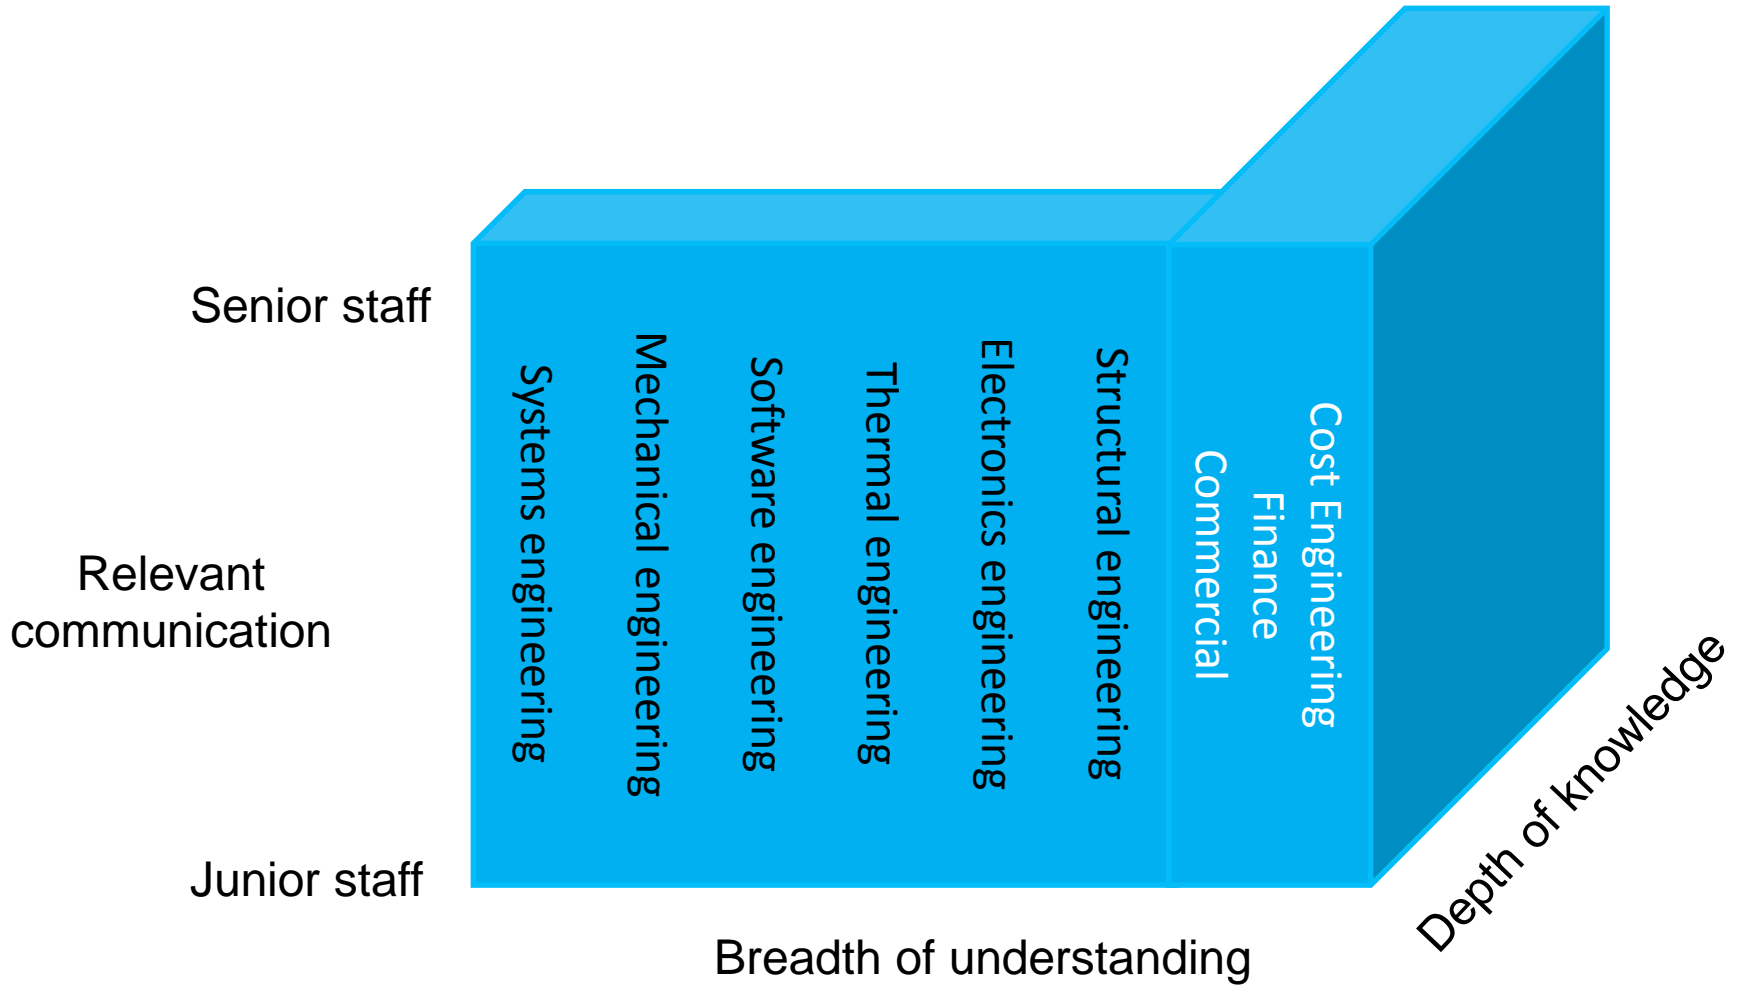 Senior staff
Relevant
communication
Junior staff
Systems engineering
Mechanical engineering
Software engineering
Thermal engineering
Electronics engineering
Structural engineering
Cost Engineering
Finance
Commercial
Breadth of understanding
Depth of knowledge